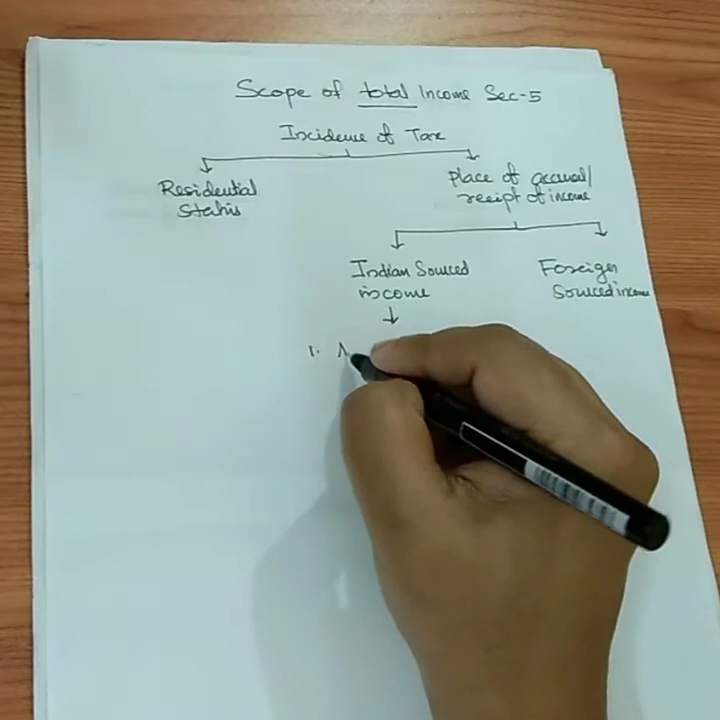 Scope of total Income Sec-5
Incidence of Tax
Residential
Status
Place of accrual/
receipt of income
Indian Sourced
income
Foreign
Sourced income
1. A